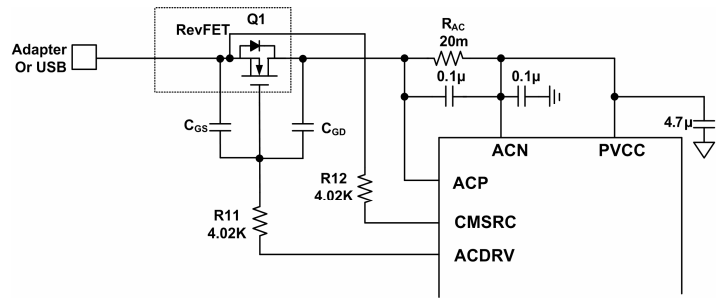 Q1
RevFET
Adapter
Or USB
RAC
20m
0.1µ
0.1µ
CGS
CGD
4.7µ
ACN
PVCC
R12
4.02K
ACP
R11
4.02K
CMSRC
ACDRV